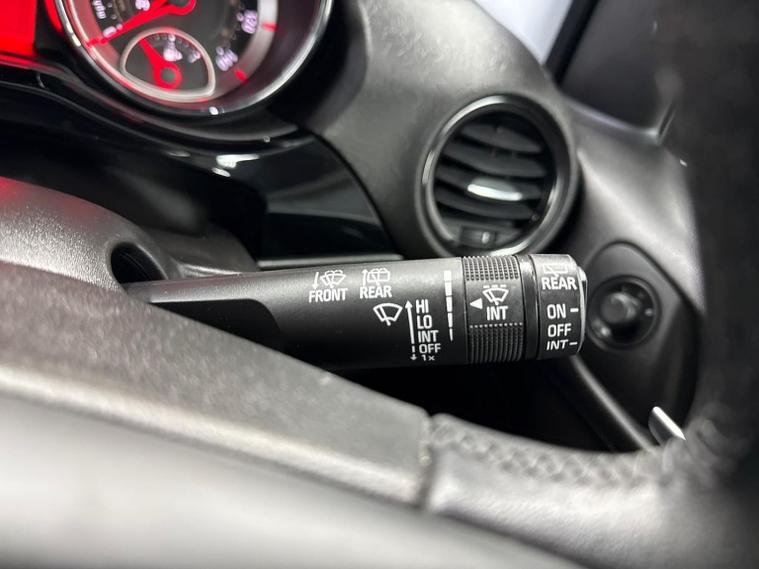 FRONT REAR
HI
LO
INT
OFF
1x
INT
REAR
ON
OFF
INT